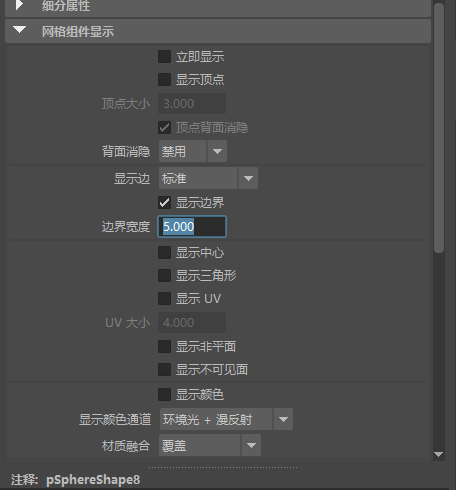 细分属性
网格组件显示
立即显示
显示顶点
顶点大小 3.000
顶点背面消隐
背面消隐 禁用
显示边 标准
显示边界
边界宽度 5.000
显示中心
显示三角形
显示 UV
UV 大小 4.000
显示非平面
显示不可见面
显示颜色
显示颜色通道 环境光 + 漫反射
材质融合 覆盖
注释: pSphereShape8